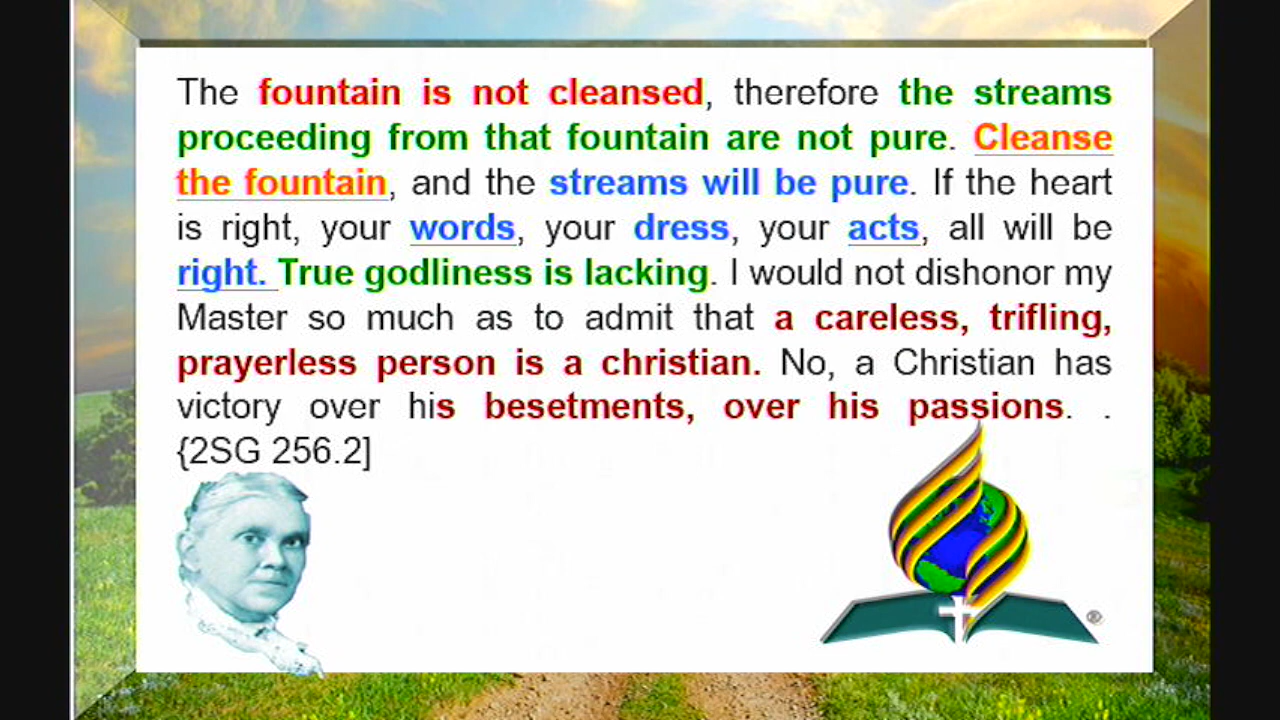 The fountain is not cleansed, therefore the streams
proceeding from that fountain are not pure. Cleanse
the fountain, and the streams will be pure. If the heart
is right, your words, your dress, your acts, all will be
right. True godliness is lacking. I would not dishonor my
Master so much as to admit that a careless, trifling,
prayerless person is a christian. No, a Christian has
victory over his besetments, over his passions. .
{2SG 256.2]
®